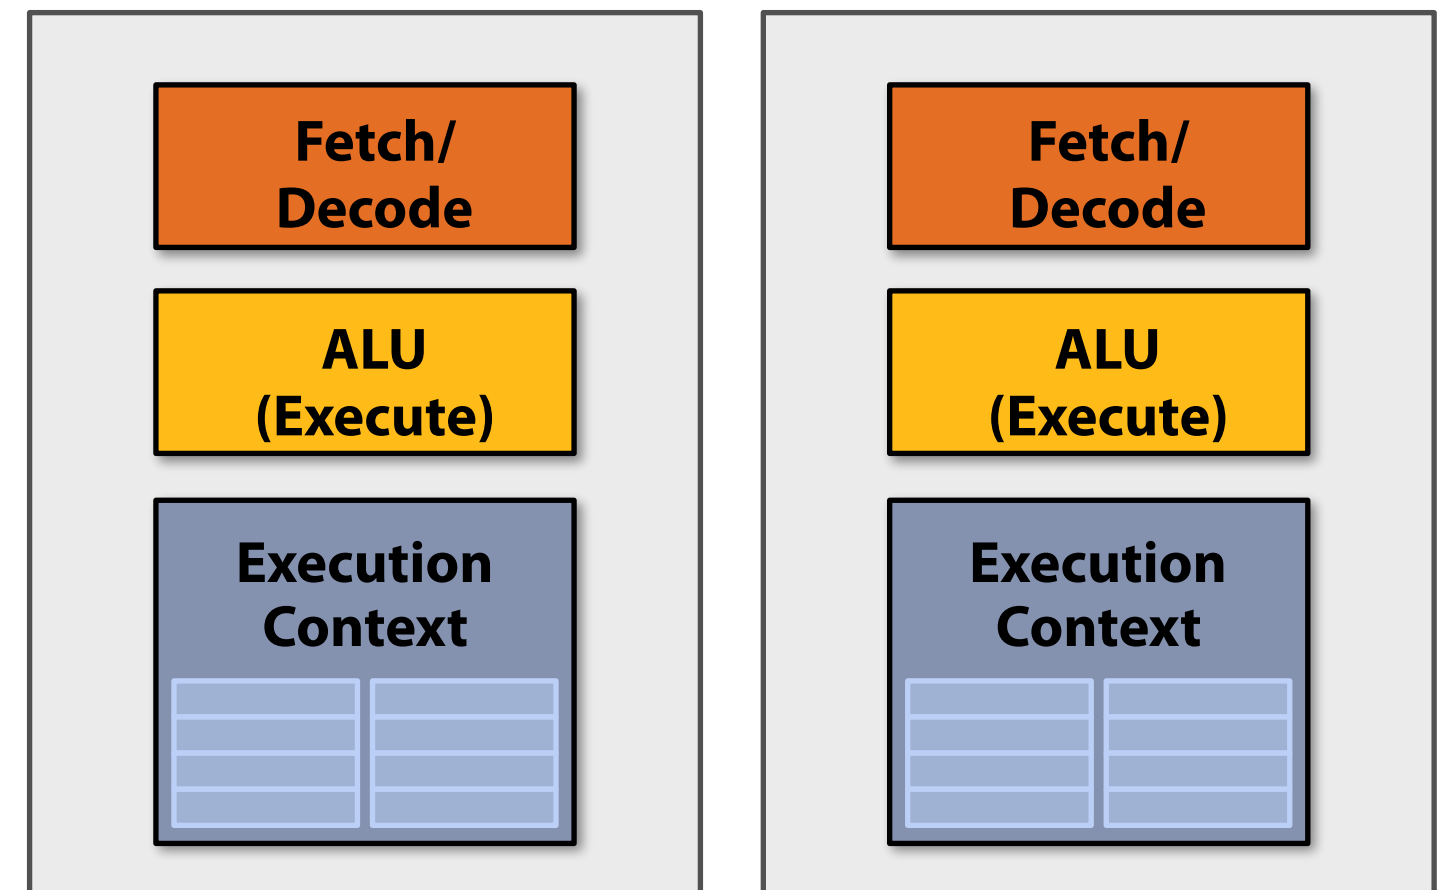 Fetch/
Decode
ALU
(Execute)
Execution
Context
Fetch/
Decode
ALU
(Execute)
Execution
Context